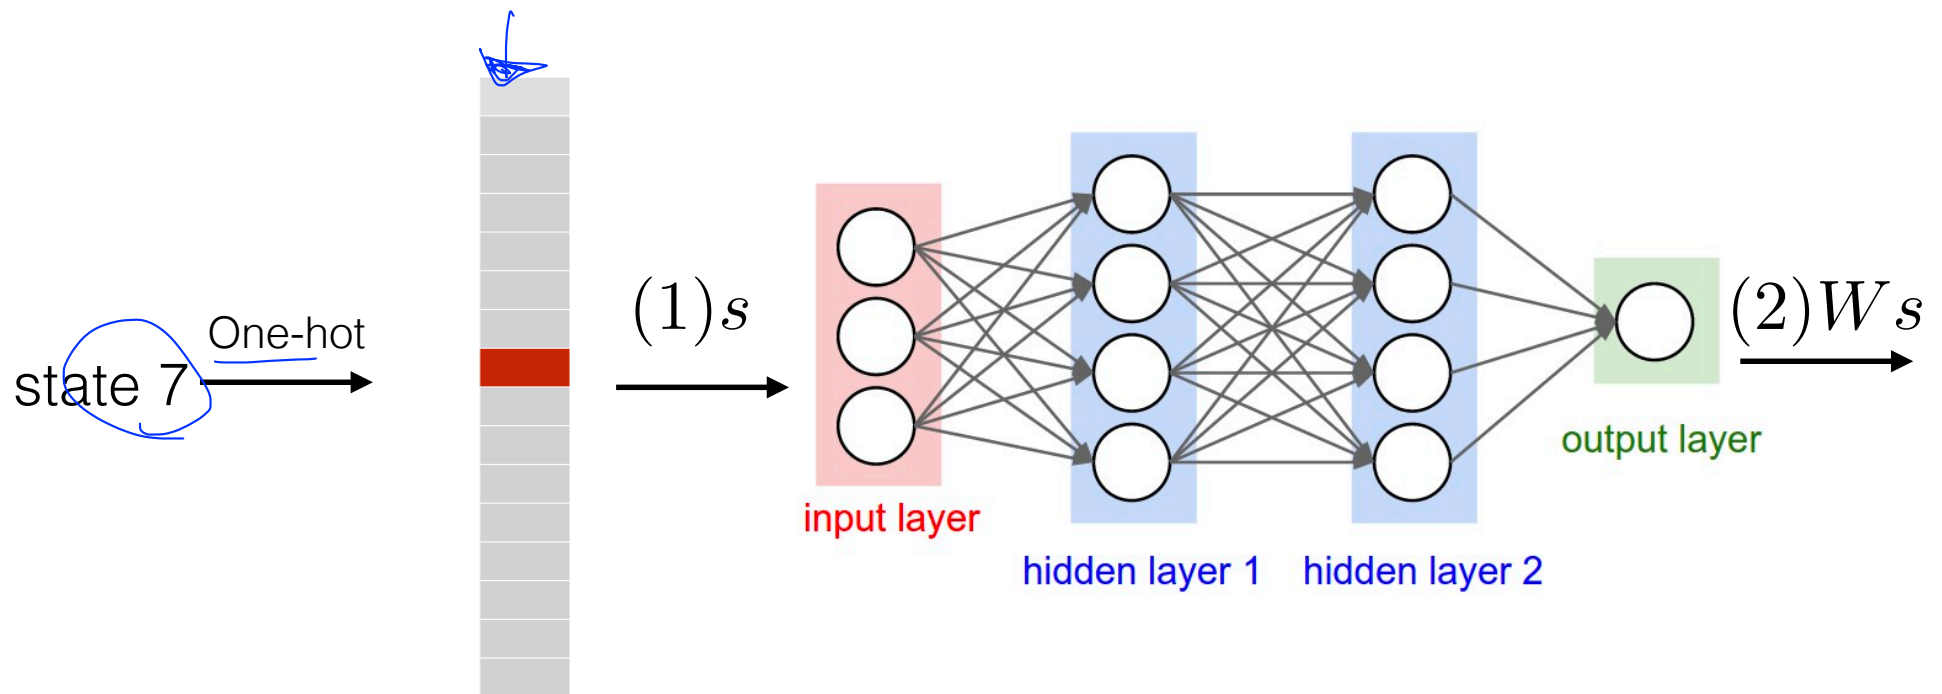 One-hot
state 7
(1)s
input layer
hidden layer 1
hidden layer 2
output layer
(2)Ws